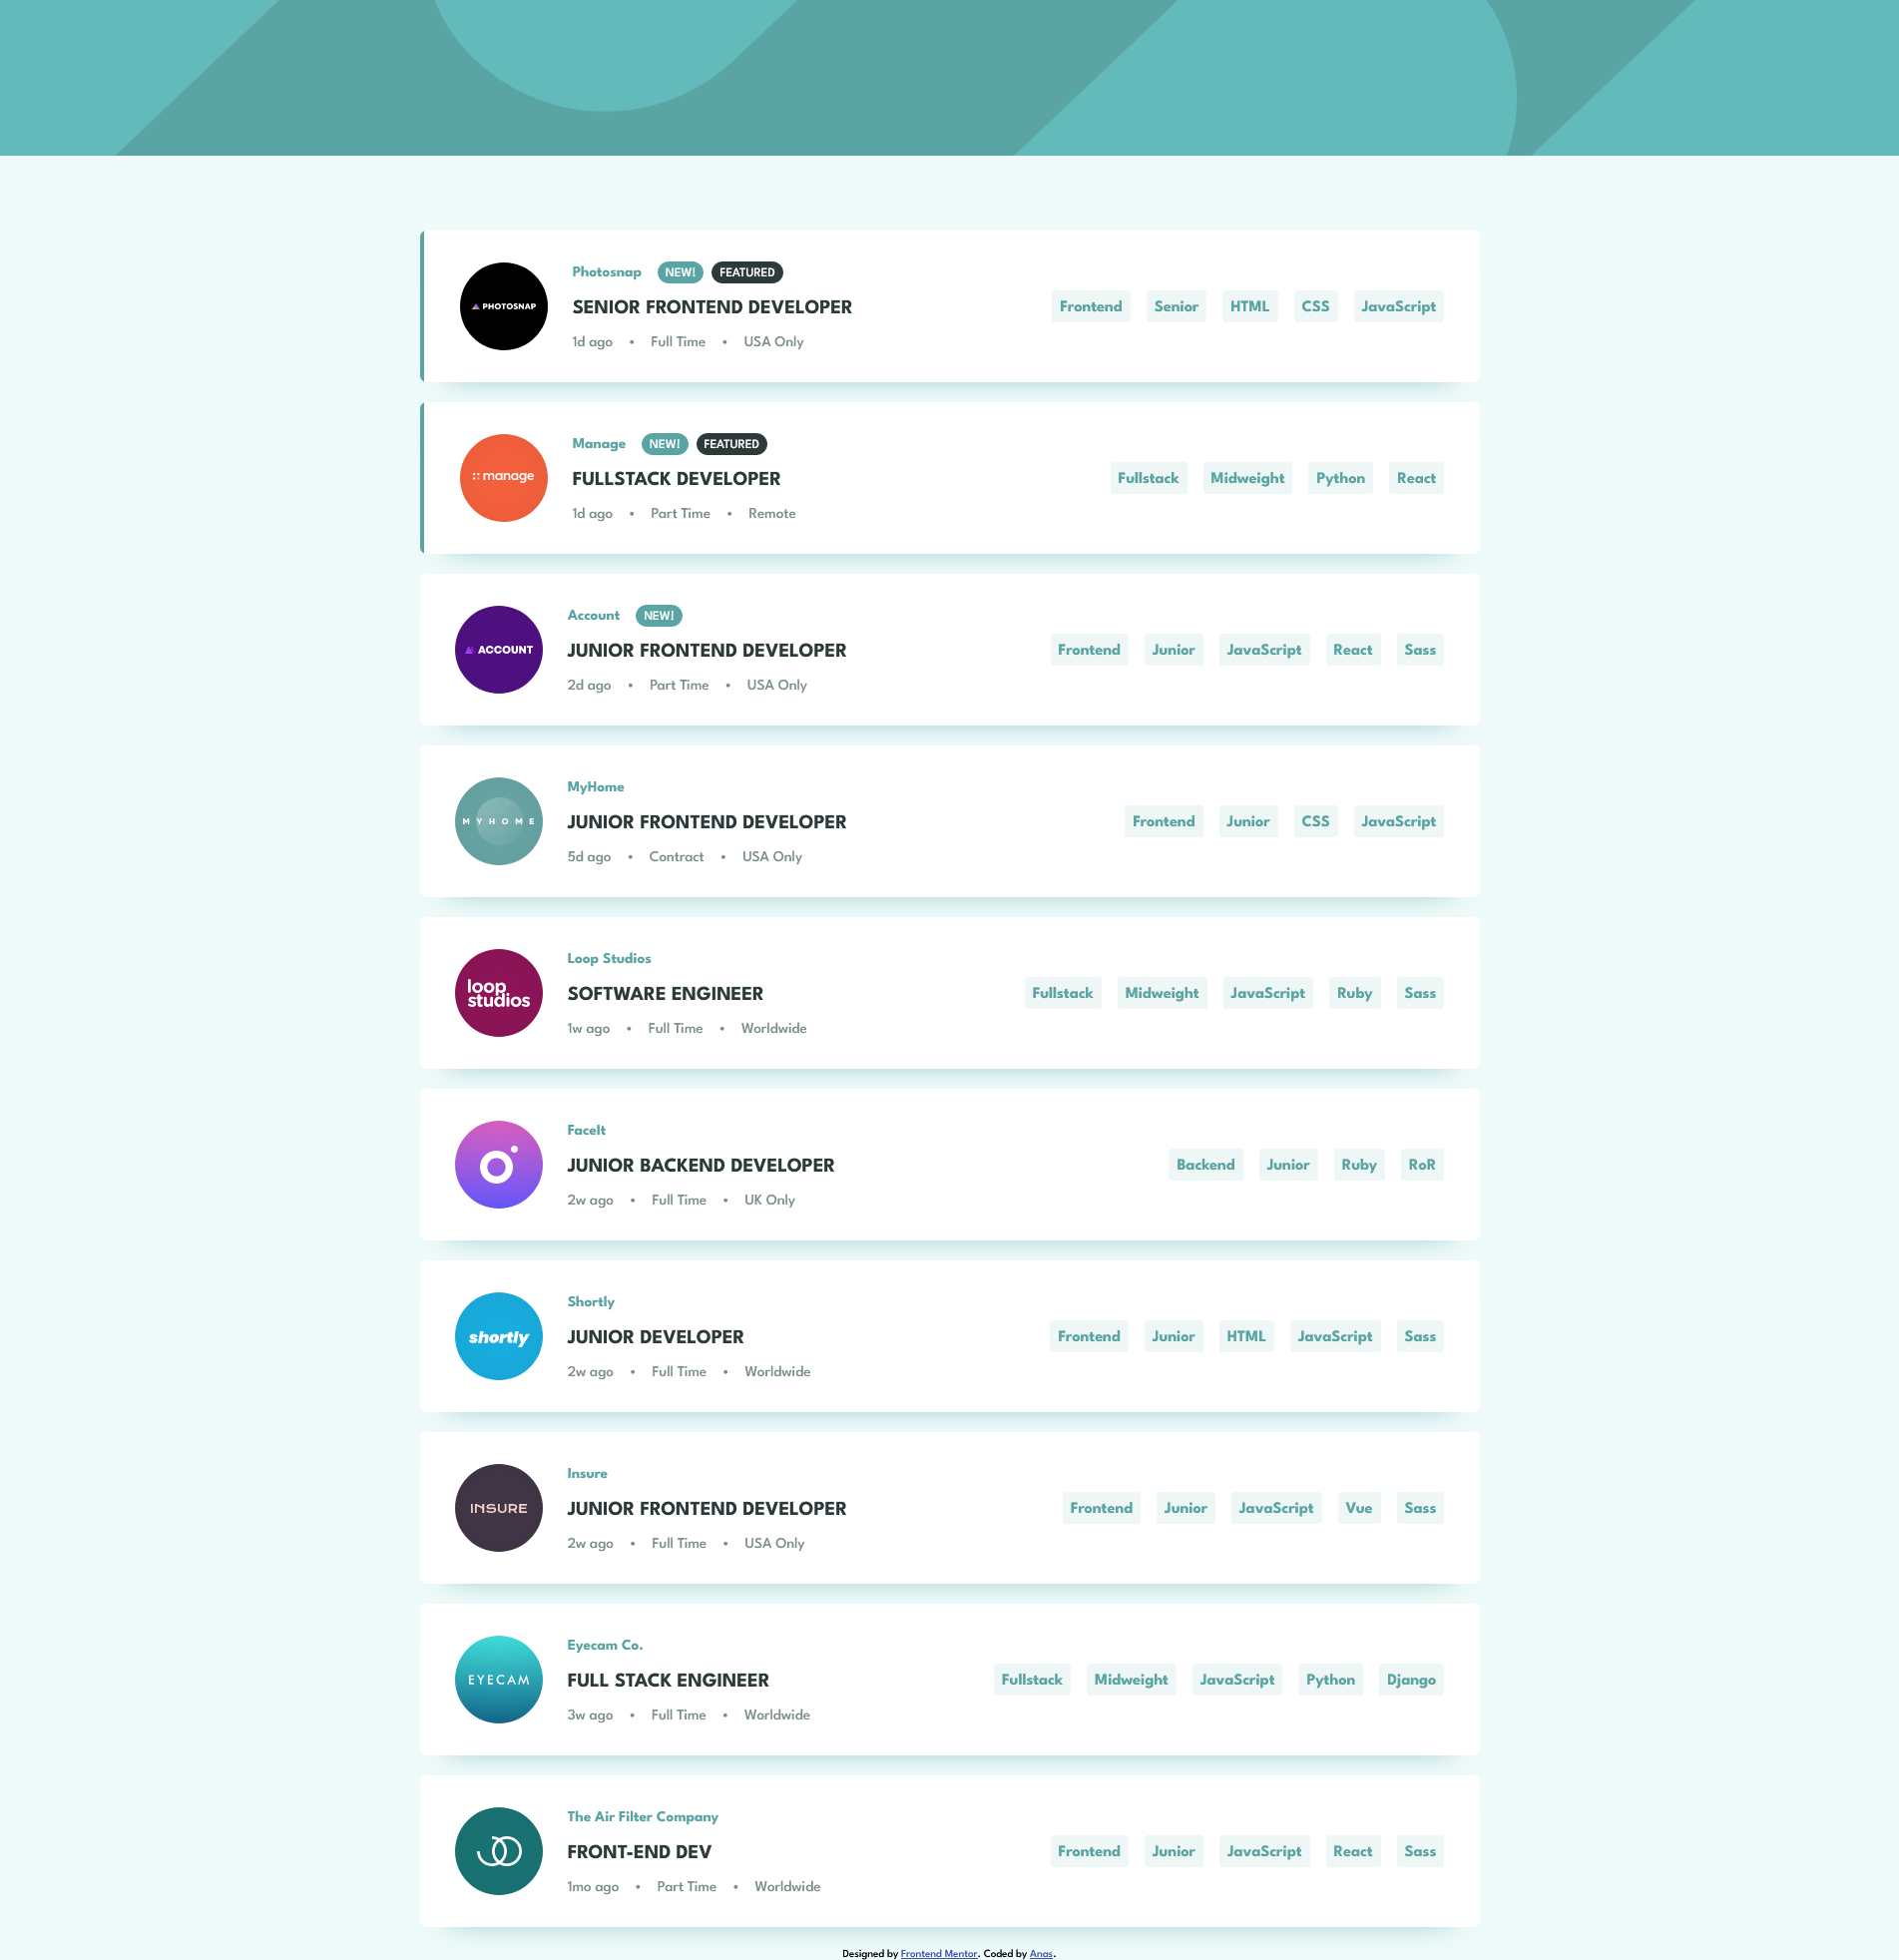 Photosnap NEW! FEATURED
PHOTOSNAP
SENIOR FRONTEND DEVELOPER
Frontend Senior HTML CSS JavaScript
1d ago • Full Time • USA Only
Manage NEW! FEATURED
manage
FULLSTACK DEVELOPER
Fullstack Midweight Python React
1d ago • Part Time • Remote
Account NEW!
ACCOUNT
JUNIOR FRONTEND DEVELOPER
Frontend Junior JavaScript React Sass
2d ago • Part Time • USA Only
MyHome
MYHOME
JUNIOR FRONTEND DEVELOPER
Frontend Junior CSS JavaScript
5d ago • Contract • USA Only
Loop Studios
loop
studios
SOFTWARE ENGINEER
Fullstack Midweight JavaScript Ruby Sass
1w ago • Full Time • Worldwide
FaceIt
JUNIOR BACKEND DEVELOPER
Backend Junior Ruby RoR
2w ago • Full Time • UK Only
Shortly
shortly
JUNIOR DEVELOPER
Frontend Junior HTML JavaScript Sass
2w ago • Full Time • Worldwide
Insure
INSURE
JUNIOR FRONTEND DEVELOPER
Frontend Junior JavaScript Vue Sass
2w ago • Full Time • USA Only
Eyecam Co.
EYECAM
FULL STACK ENGINEER
Fullstack Midweight JavaScript Python Django
3w ago • Full Time • Worldwide
The Air Filter Company
FRONT-END DEV
Frontend Junior JavaScript React Sass
1mo ago • Part Time • Worldwide
Designed by Frontend Mentor. Coded by Anas.